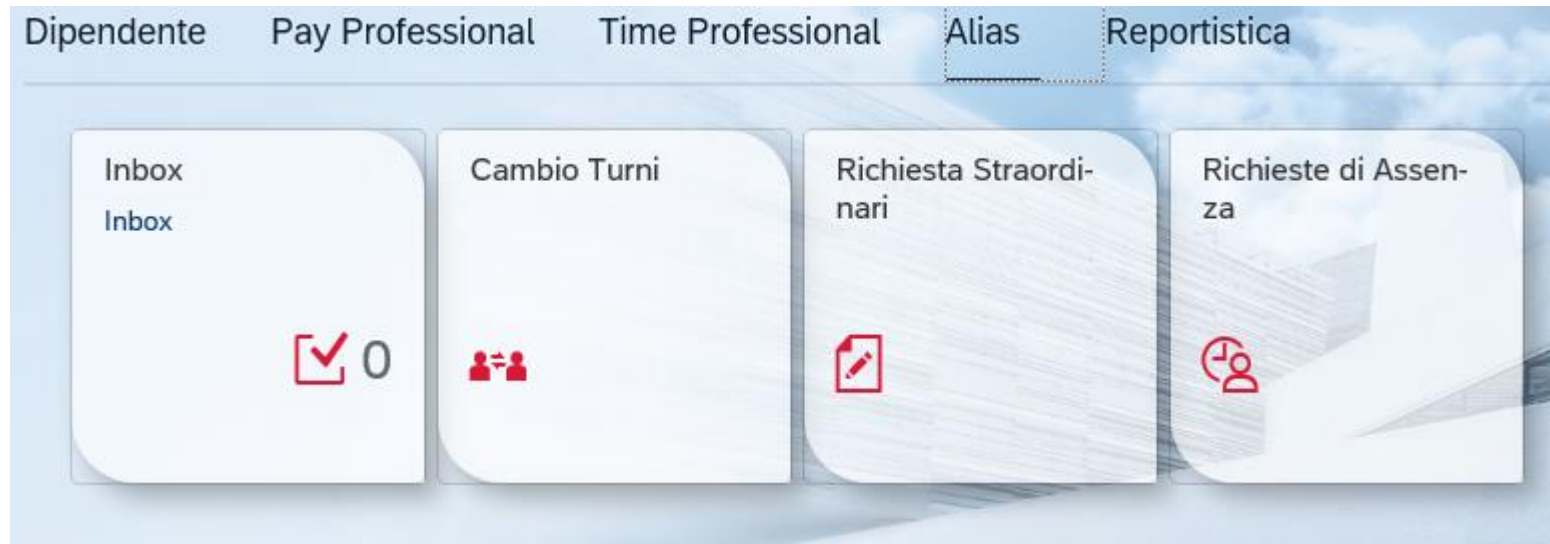 Dipendente Pay Professional Time Professional Alias Reportistica
Inbox
Inbox
0
Cambio Turni
Richiesta Straordi-
nari
Richieste di Assen-
za